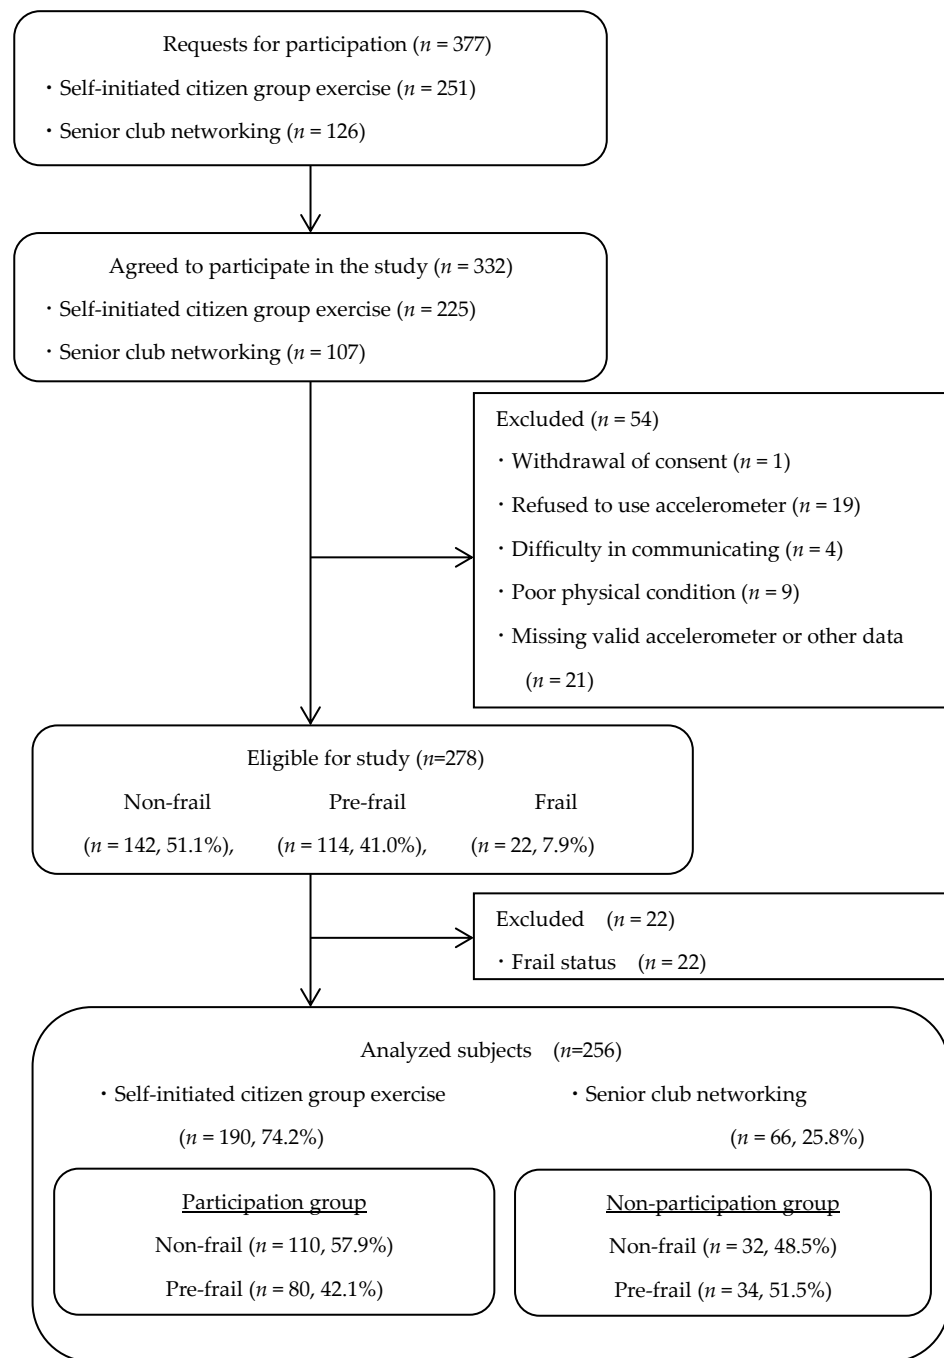 Requests for participation (n = 377)
・Self-initiated citizen group exercise (n = 251)
・Senior club networking (n = 126)
Agreed to participate in the study (n = 332)
・Self-initiated citizen group exercise (n = 225)
・Senior club networking (n = 107)
Excluded (n = 54)
・Withdrawal of consent (n = 1)
・Refused to use accelerometer (n = 19)
・Difficulty in communicating (n = 4)
・Poor physical condition (n = 9)
・Missing valid accelerometer or other data
(n = 21)
Eligible for study (n=278)
Non-frail Pre-frail Frail
(n = 142, 51.1%), (n = 114, 41.0%), (n = 22, 7.9%)
Excluded (n = 22)
・Frail status (n = 22)
Analyzed subjects (n=256)
・Self-initiated citizen group exercise
(n = 190, 74.2%)
・Senior club networking
(n = 66, 25.8%)
Participation group
Non-frail (n = 110, 57.9%)
Pre-frail (n = 80, 42.1%)
Non-participation group
Non-frail (n = 32, 48.5%)
Pre-frail (n = 34, 51.5%)